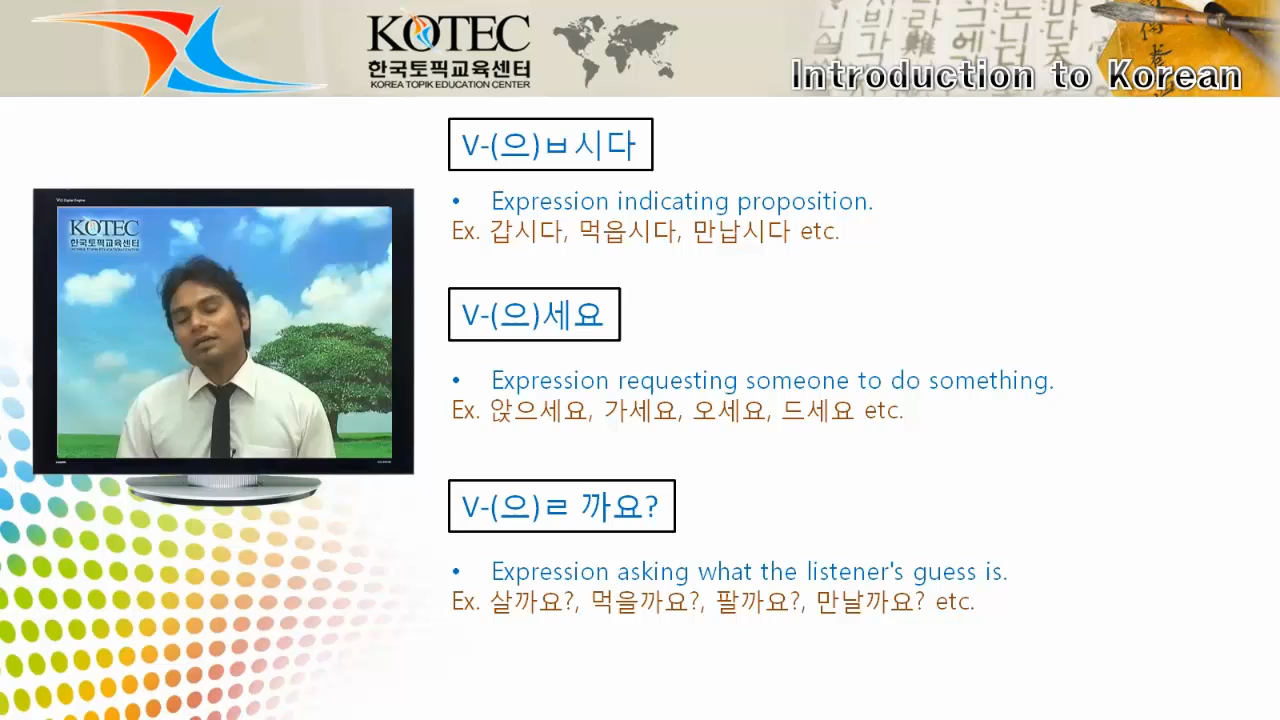 KOTEC
한국토픽교육센터
KOREA TOPIK EDUCATION CENTER
Introduction to Korean
V-(으)ㅂ시다
• Expression indicating proposition.
Ex. 갑시다, 먹읍시다, 만납시다 etc.
KOTEC
한국토픽교육센터
V-(으)세요
• Expression requesting someone to do something.
Ex. 앉으세요, 가세요, 오세요, 드세요 etc.
V-(으)ㄹ 까요?
• Expression asking what the listener's guess is.
Ex. 살까요?, 먹을까요?, 팔까요?, 만날까요? etc.